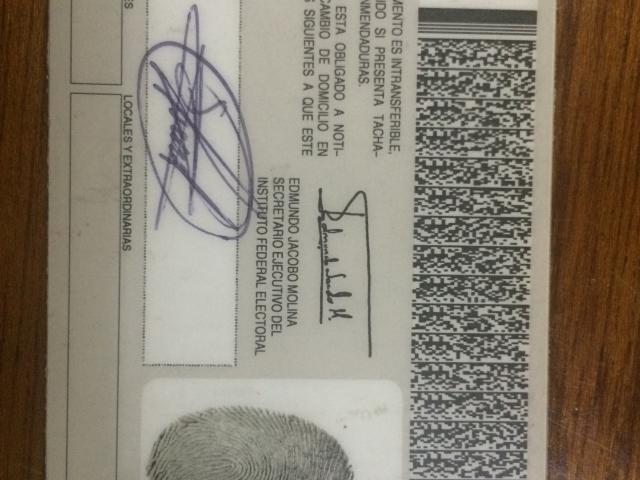 MENTO ES INTRANSFERIBLE,
IDO SI PRESENTA TACHA-
NMENDADURAS.
ESTA OBLIGADO A NOTI-
CAMBIO DE DOMICILIO EN
S SIGUIENTES A QUE ESTE
EDMUNDO JACOBO MOLINA
SECRETARIO EJECUTIVO DEL
INSTITUTO FEDERAL ELECTORAL
LOCALES Y EXTRAORDINARIAS
ES